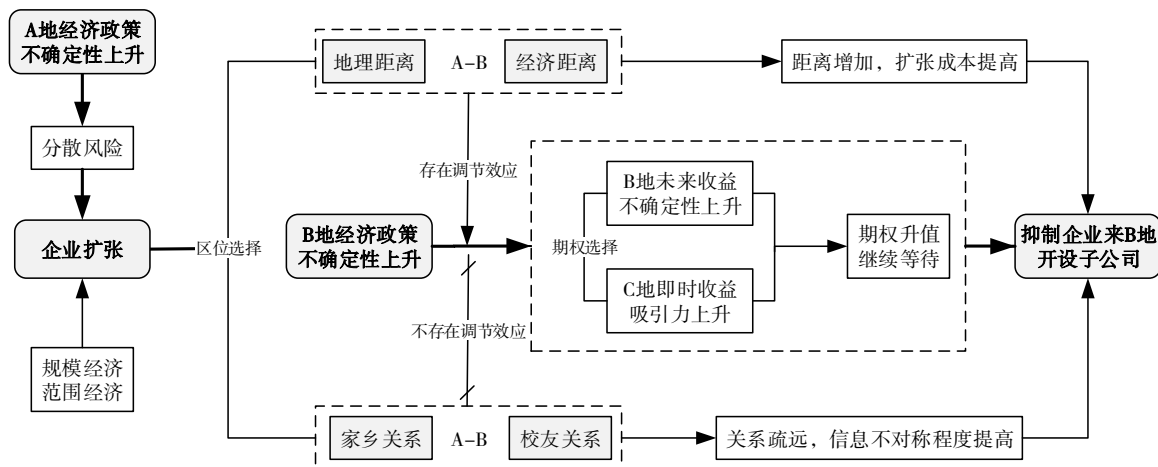 A地经济政策
不确定性上升
分散风险
企业扩张
规模经济
范围经济
区位选择
地理距离 A-B 经济距离
距离增加，扩张成本提高
存在调节效应
B地经济政策
不确定性上升
不存在调节效应
期权选择
B地未来收益
不确定性上升
C地即时收益
吸引力上升
期权升值
继续等待
抑制企业来B地
开设子公司
家乡关系 A-B 校友关系
关系疏远，信息不对称程度提高